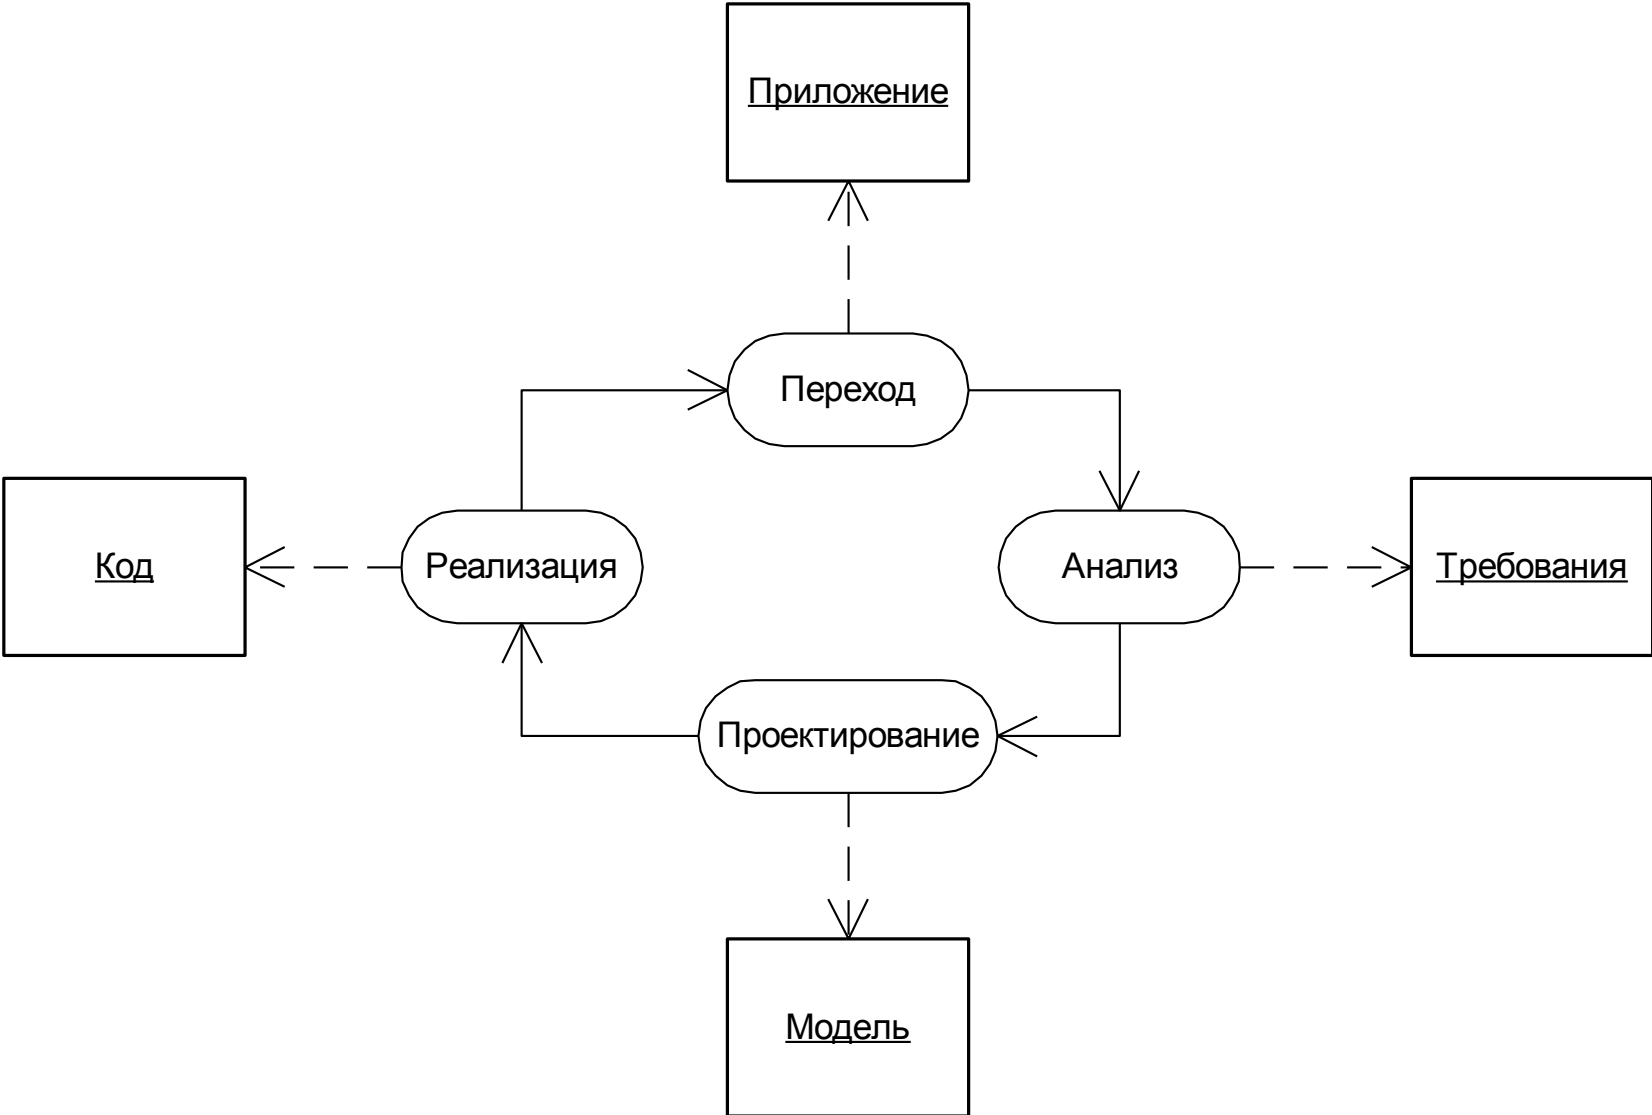 Приложение
Переход
Код
Реализация
Анализ
Требования
Проектирование
Модель